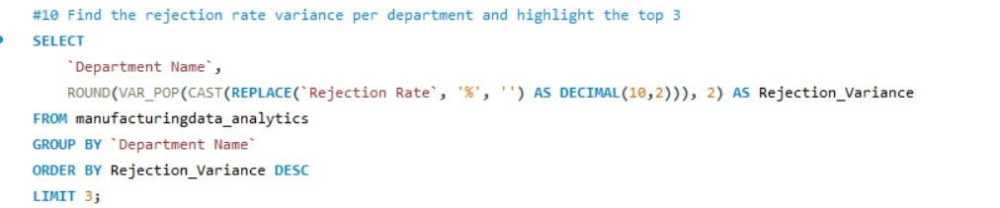 #10 Find the rejection rate variance per department and highlight the top 3
SELECT
`Department Name`,
ROUND(VAR_POP(CAST(REPLACE(`Rejection Rate`, '%', '') AS DECIMAL(10,2))), 2) AS Rejection_Variance
FROM manufacturingdata_analytics
GROUP BY `Department Name`
ORDER BY Rejection_Variance DESC
LIMIT 3;